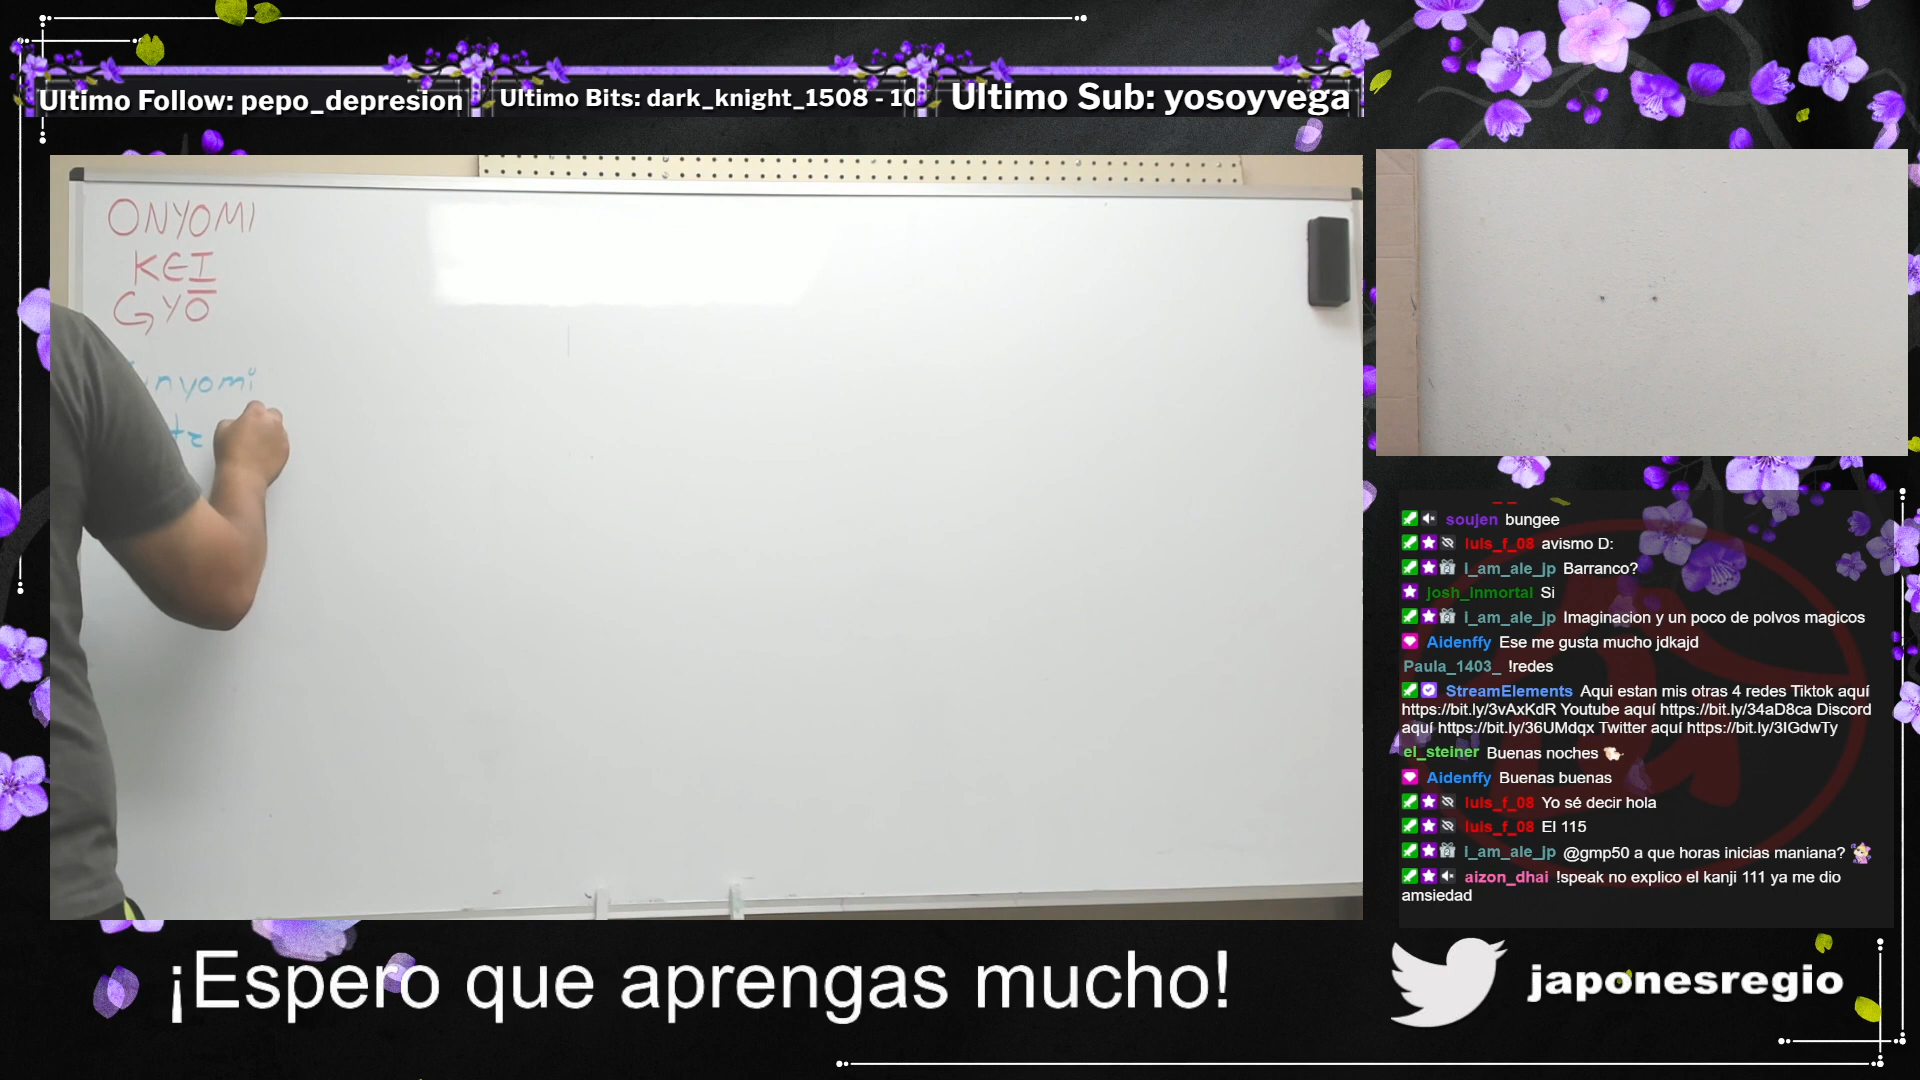 Ultimo Follow: pepo_depresion
Ultimo Bits: dark_knight_1508 - 10
Ultimo Sub: yosoyvega
ONYOMI
KEI
GYO
nyomi
soujen bungee
luis_f_08 avismo D:
i_am_ale_jp Barranco?
josh_inmortal Si
i_am_ale_jp Imaginacion y un poco de polvos magicos
Aidenffy Ese me gusta mucho jdkajd
Paula_1403_ !redes
StreamElements Aqui estan mis otras 4 redes Tiktok aquí
https://bit.ly/3vAxKdR Youtube aquí https://bit.ly/34aD8ca Discord
aquí https://bit.ly/36UMdqx Twitter aquí https://bit.ly/3IGdwTy
el_steiner Buenas noches
Aidenffy Buenas buenas
luis_f_08 Yo sé decir hola
luis_f_08 El 115
i_am_ale_jp @gmp50 a que horas inicias maniana?
aizon_dhai !speak no explico el kanji 111 ya me dio
amsiedad
¡Espero que aprengas mucho!
japonesregio